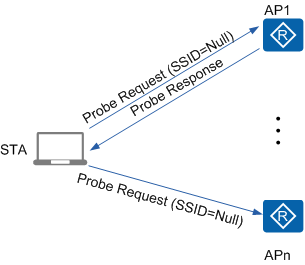 AP1
R
Probe Request (SSID=Null)
Probe Response
STA
Probe Request (SSID=Null)
R
APn